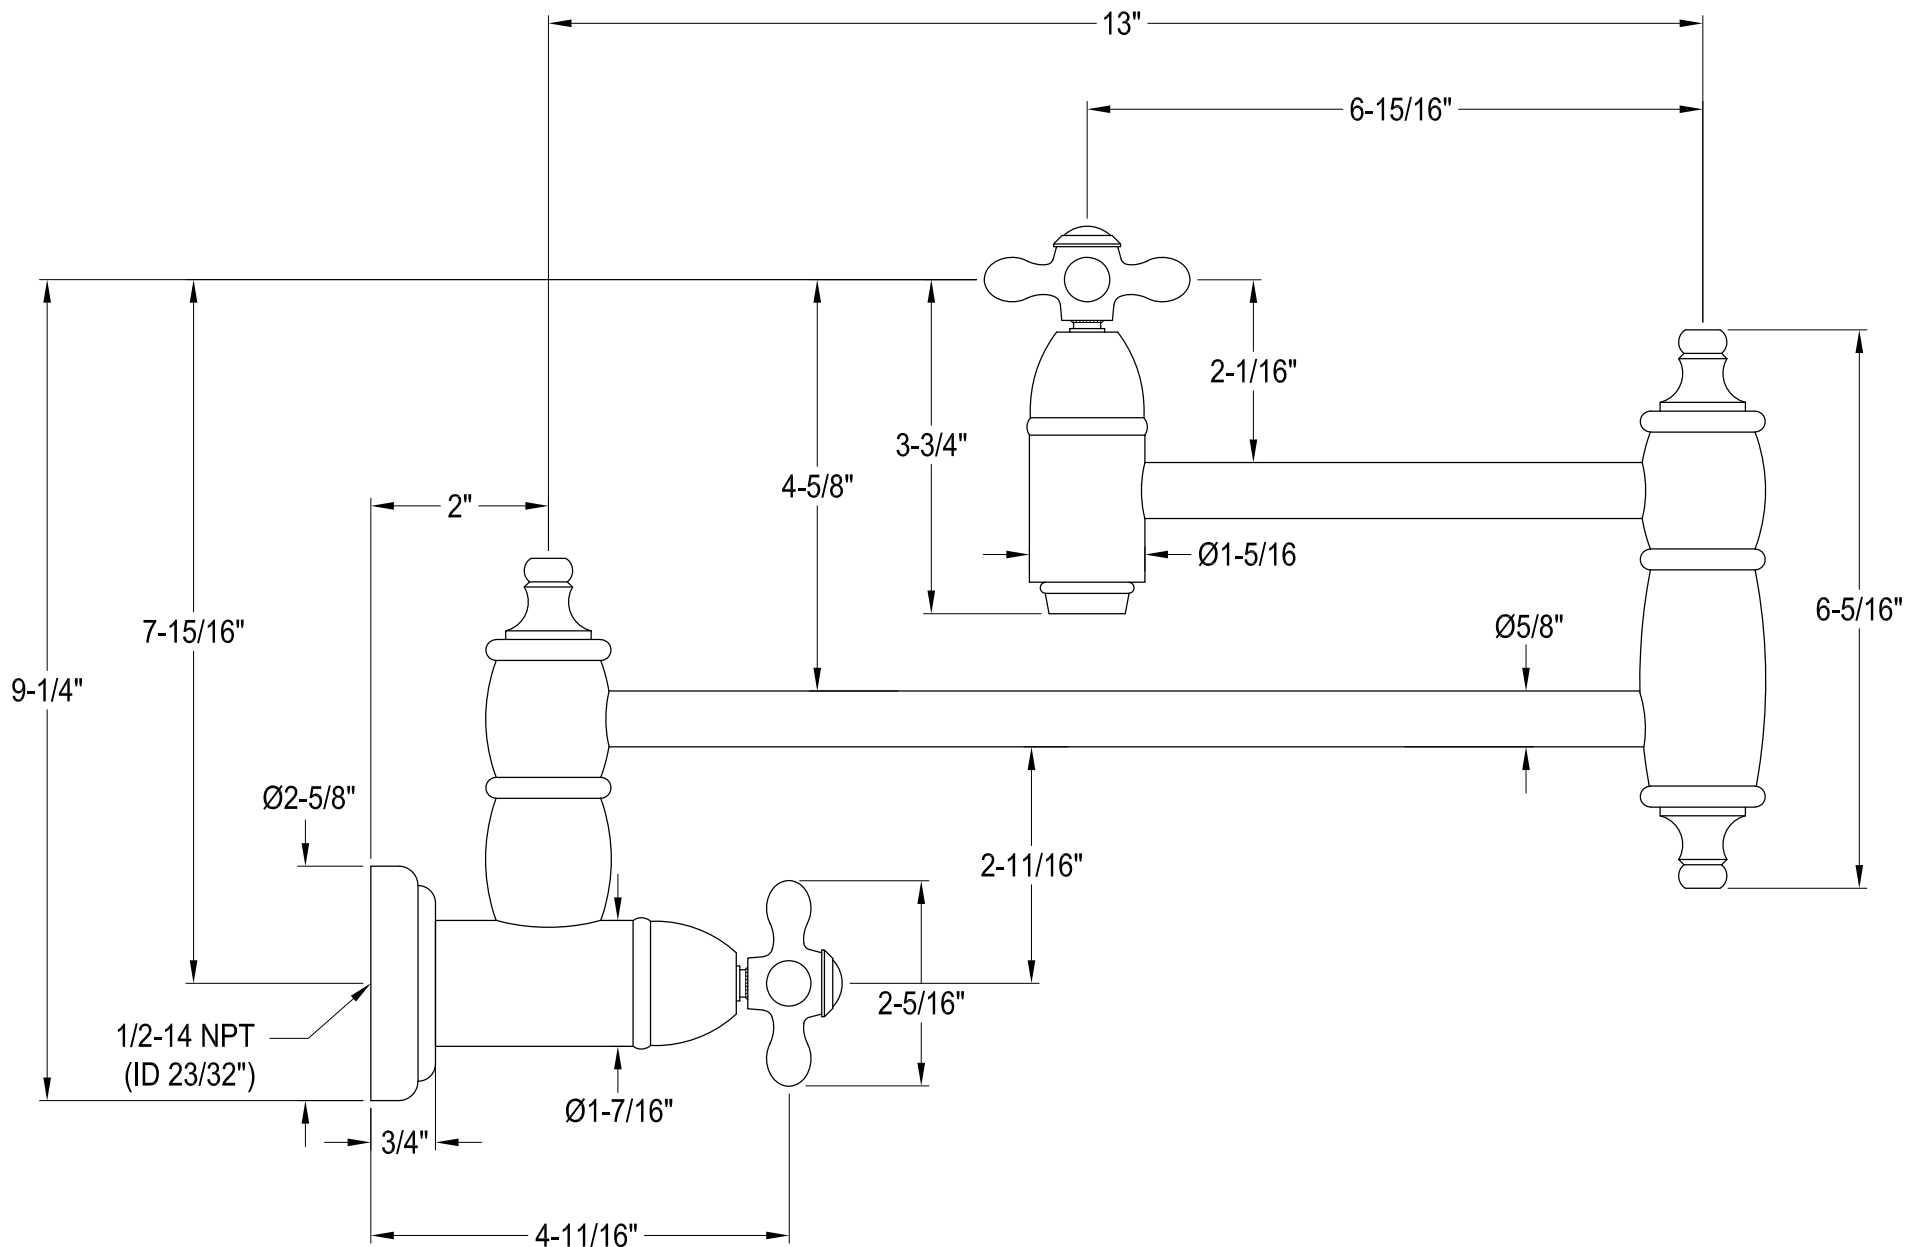 13"
6-15/16"
2-1/16"
3-3/4"
4-5/8"
2"
Ø1-5/16
7-15/16"
6-5/16"
Ø5/8"
9-1/4"
Ø2-5/8"
2-11/16"
2-5/16"
1/2-14 NPT
(ID 23/32")
Ø1-7/16"
3/4"
4-11/16"